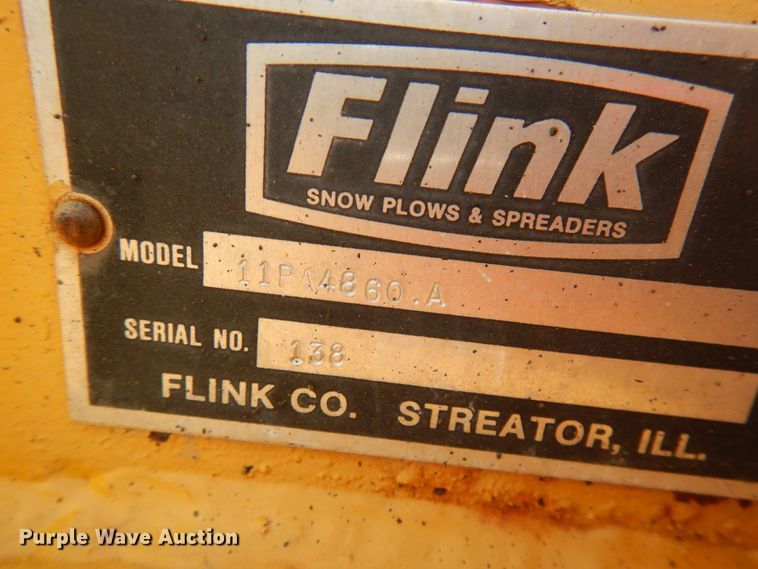 Flink
SNOW PLOWS & SPREADERS
MODEL 11PA4860.A
SERIAL NO. 138
FLINK CO. STREATOR, ILL.
Purple Wave Auction